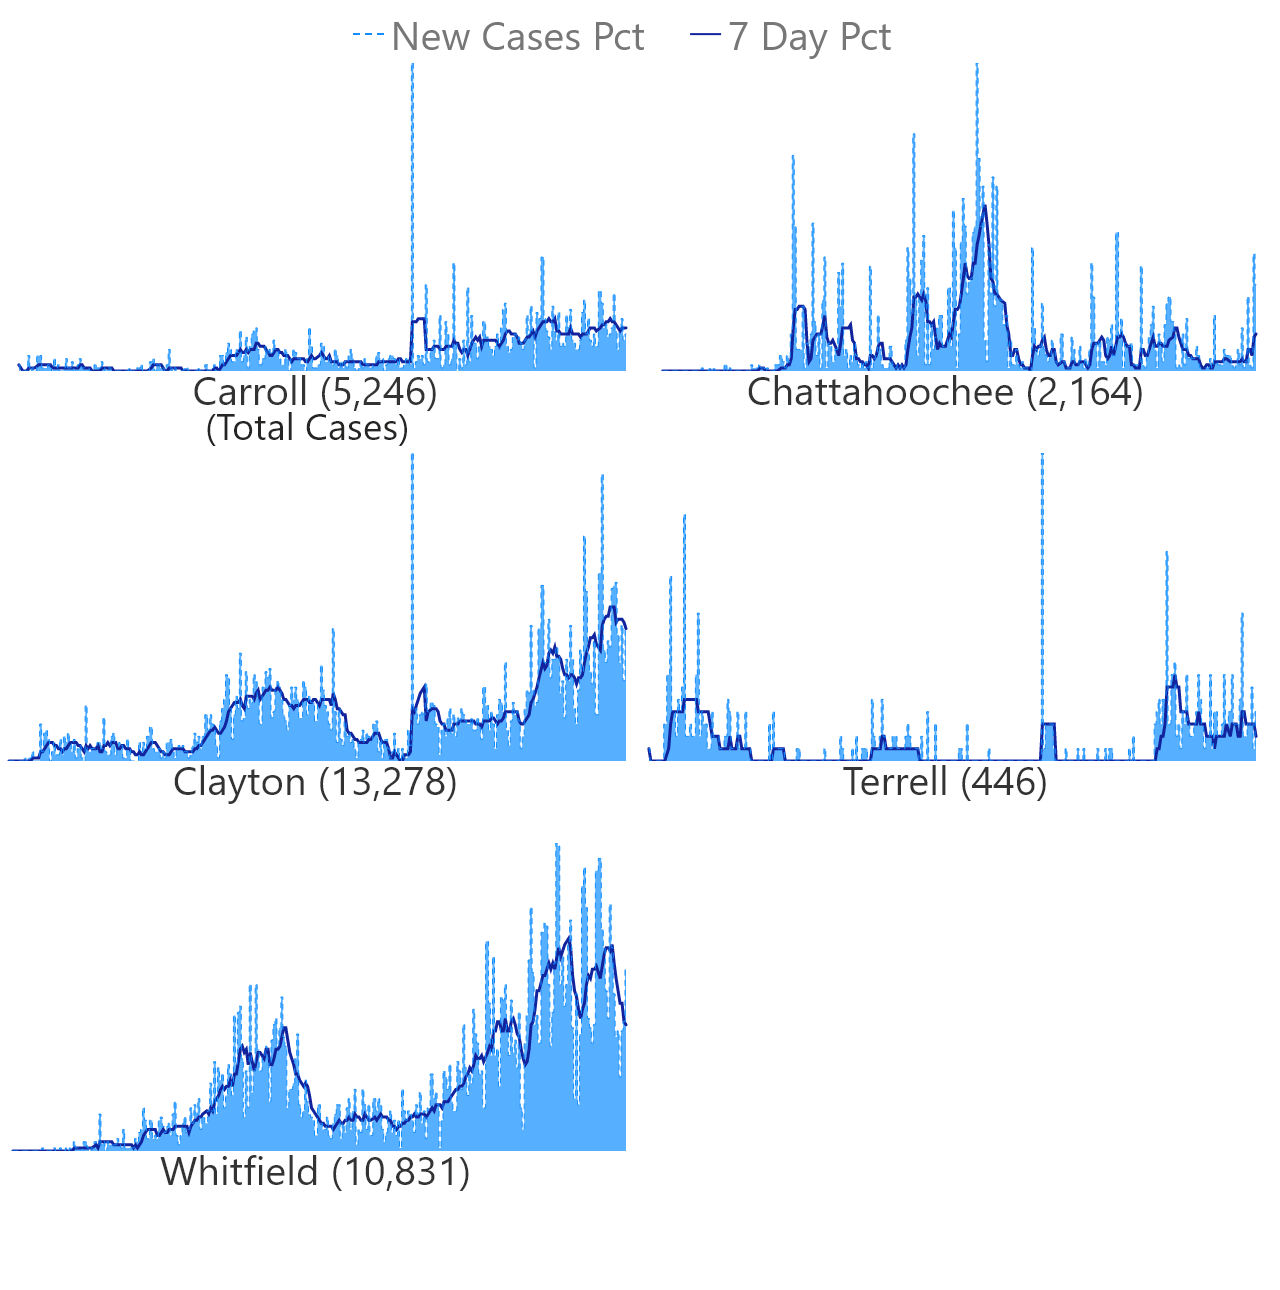 New Cases Pct 7 Day Pct
Carroll (5,246)
(Total Cases)
Chattahoochee (2,164)
Clayton (13,278)
Terrell (446)
Whitfield (10,831)